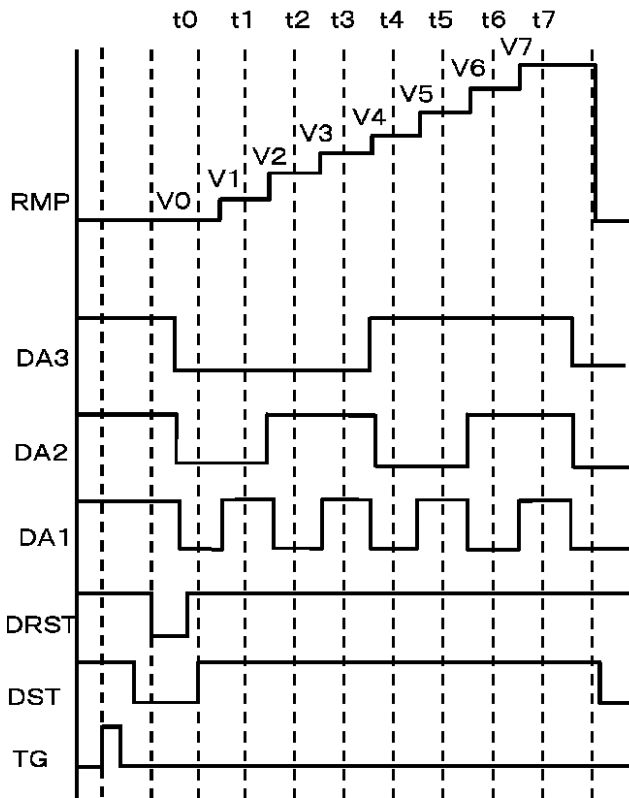 t0 t1 t2 t3 t4 t5 t6 t7
V7
V6
V5
V4
V3
V2
V1
RMP V0
DA3
DA2
DA1
DRST
DST
TG